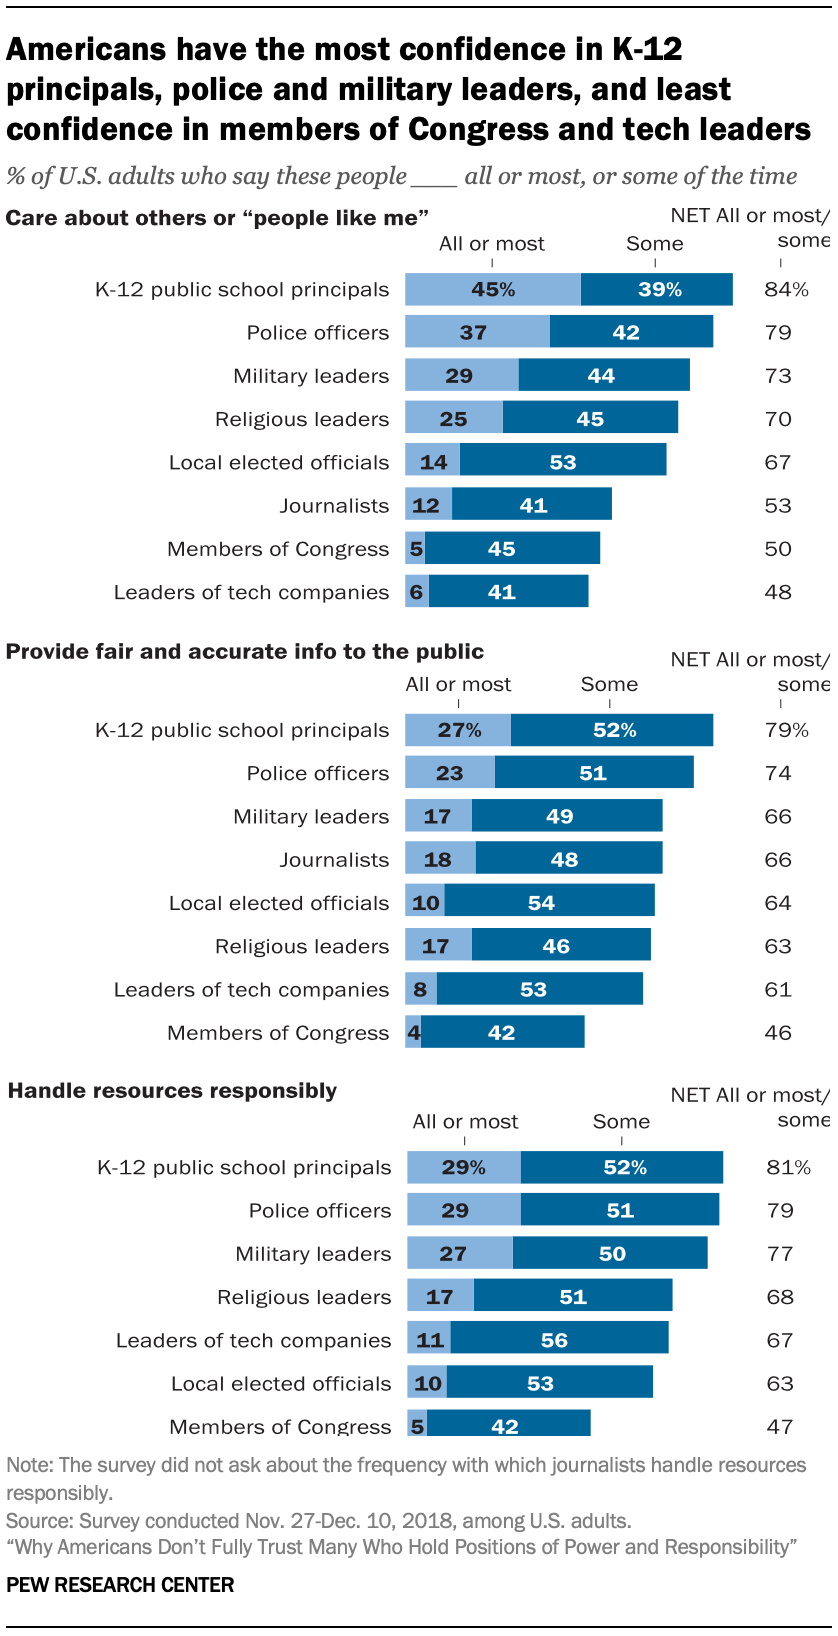 Americans have the most confidence in K-12
principals, police and military leaders, and least
confidence in members of Congress and tech leaders
% of U.S. adults who say these people ____ all or most, or some of the time
Care about others or “people like me”
NET All or most/
All or most Some some
K-12 public school principals 45% 39% 84%
Police officers 37 42 79
Military leaders 29 44 73
Religious leaders 25 45 70
Local elected officials 14 53 67
Journalists 12 41 53
Members of Congress 5 45 50
Leaders of tech companies 6 41 48
Provide fair and accurate info to the public
NET All or most/
All or most Some some
K-12 public school principals 27% 52% 79%
Police officers 23 51 74
Military leaders 17 49 66
Journalists 18 48 66
Local elected officials 10 54 64
Religious leaders 17 46 63
Leaders of tech companies 8 53 61
Members of Congress 4 42 46
Handle resources responsibly
NET All or most/
All or most Some some
K-12 public school principals 29% 52% 81%
Police officers 29 51 79
Military leaders 27 50 77
Religious leaders 17 51 68
Leaders of tech companies 11 56 67
Local elected officials 10 53 63
Members of Congress 5 42 47
Note: The survey did not ask about the frequency with which journalists handle resources
responsibly.
Source: Survey conducted Nov. 27-Dec. 10, 2018, among U.S. adults.
“Why Americans Don’t Fully Trust Many Who Hold Positions of Power and Responsibility”
PEW RESEARCH CENTER